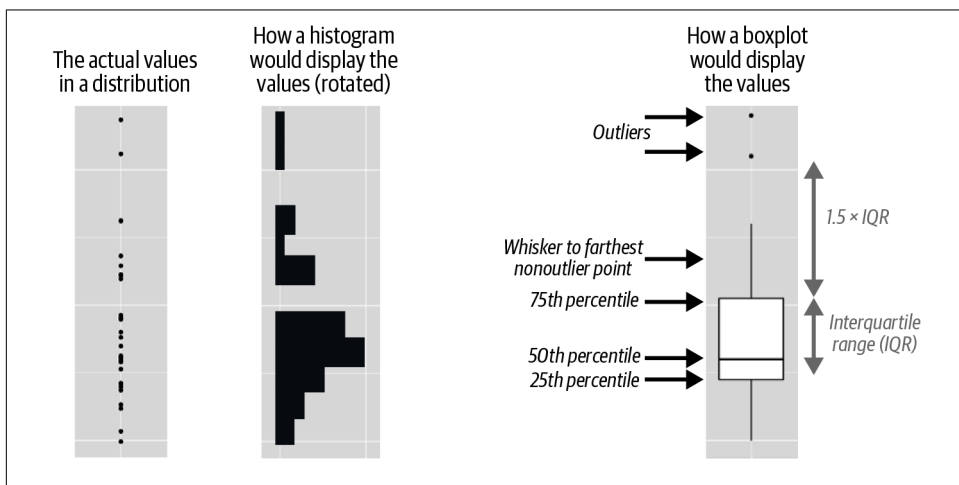 The actual values
in a distribution
How a histogram
would display the
values (rotated)
How a boxplot
would display
the values
Outliers
1.5 × IQR
Whisker to farthest
nonoutlier point
75th percentile
Interquartile
range (IQR)
50th percentile
25th percentile